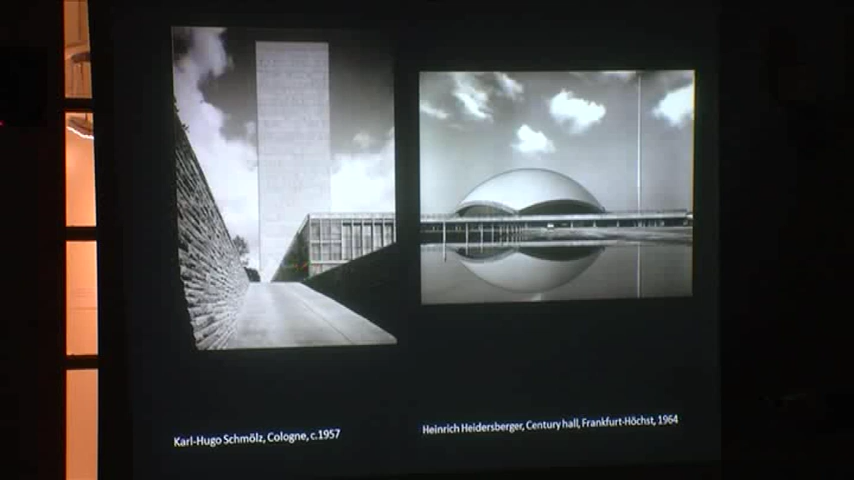 Karl-Hugo Schmölz, Cologne, c.1957
Heinrich Heidersberger, Century hall, Frankfurt-Höchst, 1964